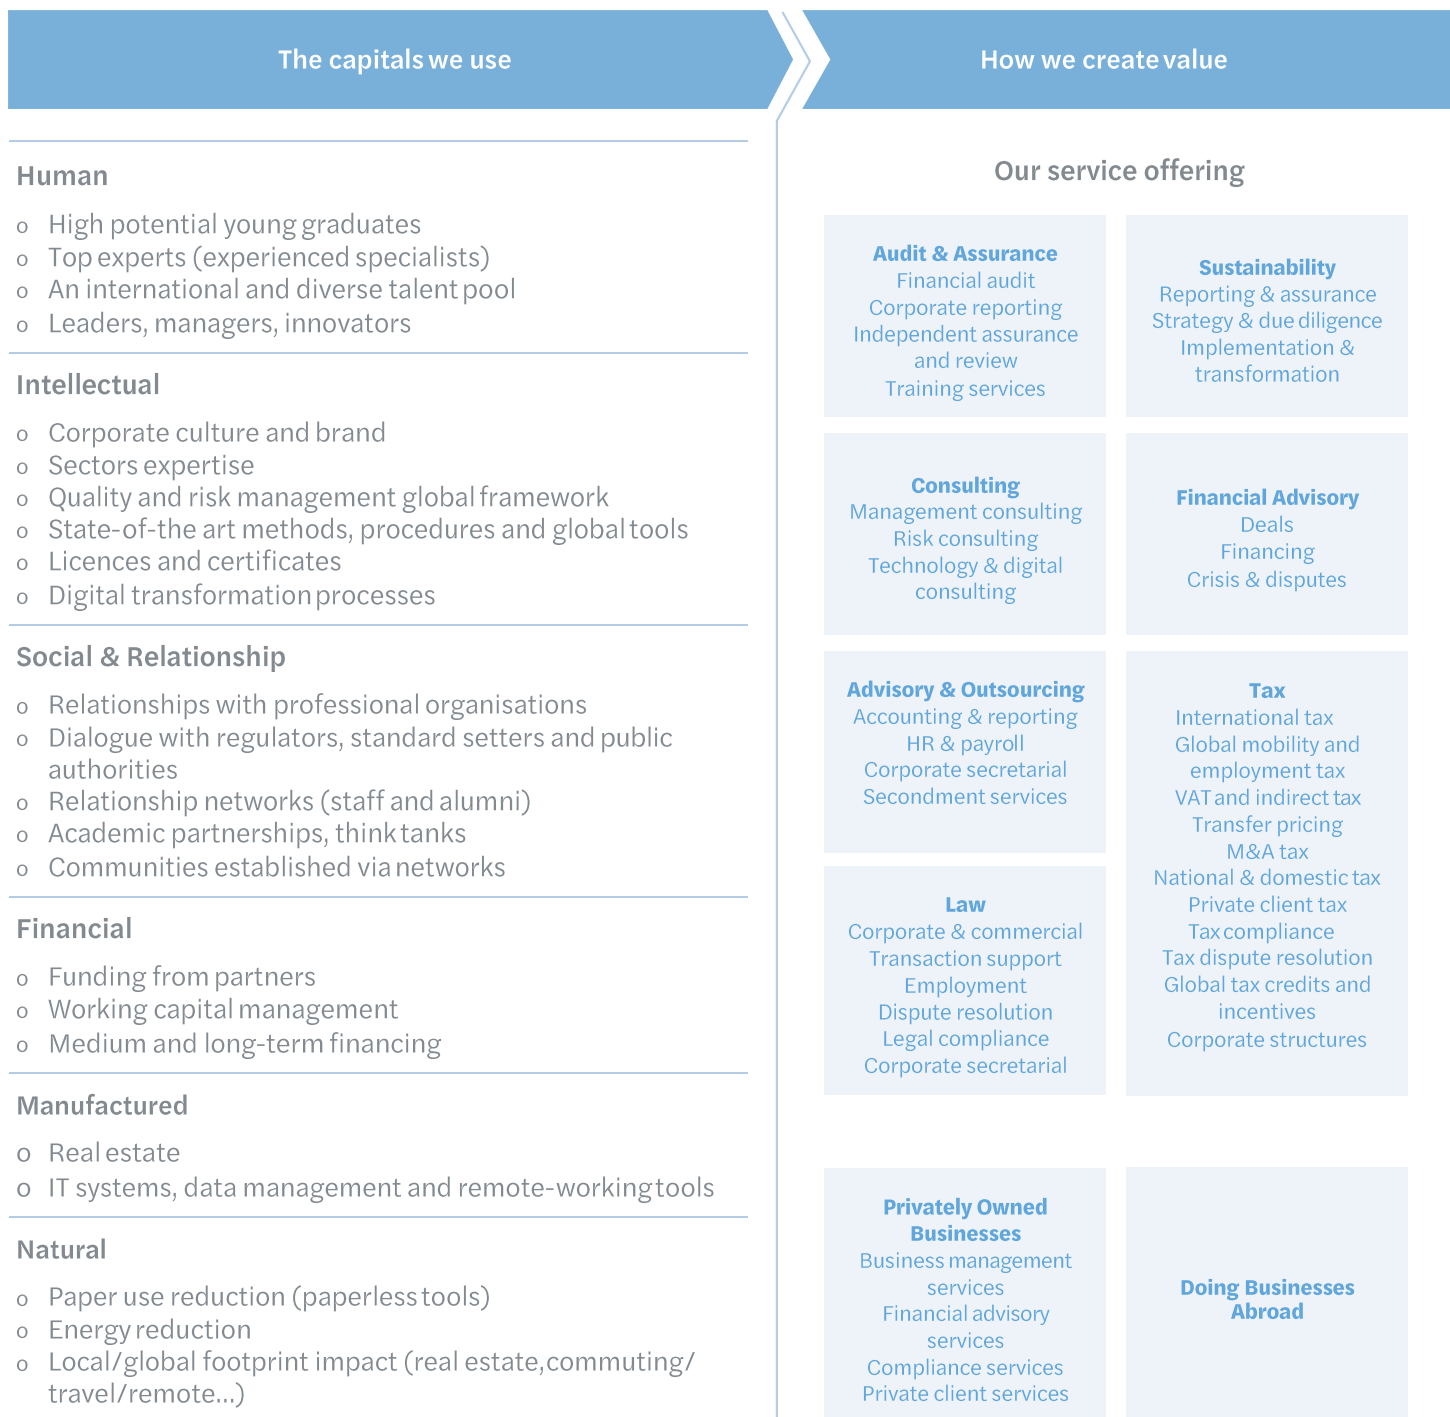 The capitals we use
How we create value
Human
o High potential young graduates
o Top experts (experienced specialists)
o An international and diverse talent pool
o Leaders, managers, innovators
Intellectual
o Corporate culture and brand
o Sectors expertise
o Quality and risk management global framework
o State-of-the art methods, procedures and global tools
o Licences and certificates
o Digital transformation processes
Social & Relationship
o Relationships with professional organisations
o Dialogue with regulators, standard setters and public
authorities
o Relationship networks (staff and alumni)
o Academic partnerships, think tanks
o Communities established via networks
Financial
o Funding from partners
o Working capital management
o Medium and long-term financing
Manufactured
o Real estate
o IT systems, data management and remote-working tools
Natural
o Paper use reduction (paperless tools)
o Energy reduction
o Local/global footprint impact (real estate, commuting/
travel/remote...)
Our service offering
Audit & Assurance
Financial audit
Corporate reporting
Independent assurance
and review
Training services
Sustainability
Reporting & assurance
Strategy & due diligence
Implementation &
transformation
Consulting
Management consulting
Risk consulting
Technology & digital
consulting
Financial Advisory
Deals
Financing
Crisis & disputes
Advisory & Outsourcing
Accounting & reporting
HR & payroll
Corporate secretarial
Secondment services
Tax
International tax
Global mobility and
employment tax
VAT and indirect tax
Transfer pricing
M&A tax
National & domestic tax
Private client tax
Tax compliance
Tax dispute resolution
Global tax credits and
incentives
Corporate structures
Law
Corporate & commercial
Transaction support
Employment
Dispute resolution
Legal compliance
Corporate secretarial
Privately Owned
Businesses
Business management
services
Financial advisory
services
Compliance services
Private client services
Doing Businesses
Abroad